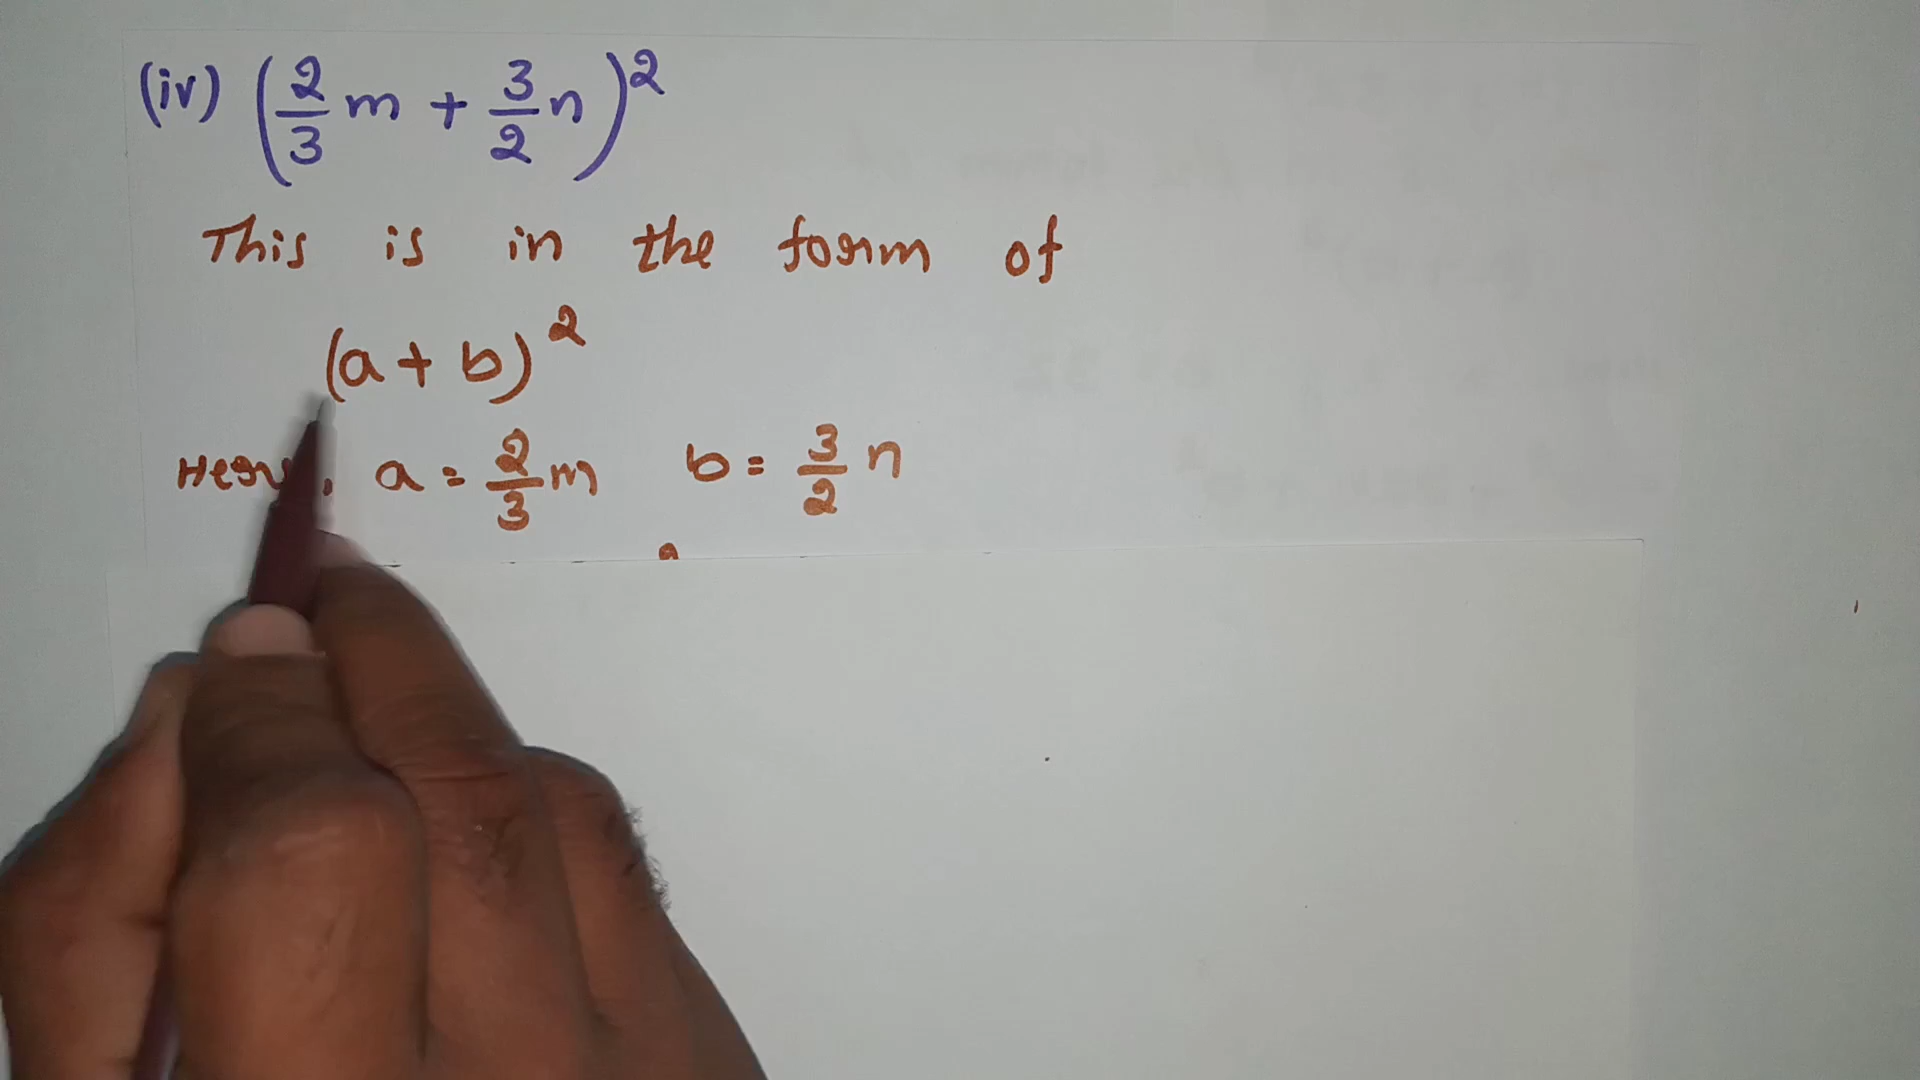 (iv) (2/3 m + 3/2 n)^2
This is in the form of
(a + b)^2
a = 2/3 m b = 3/2 n